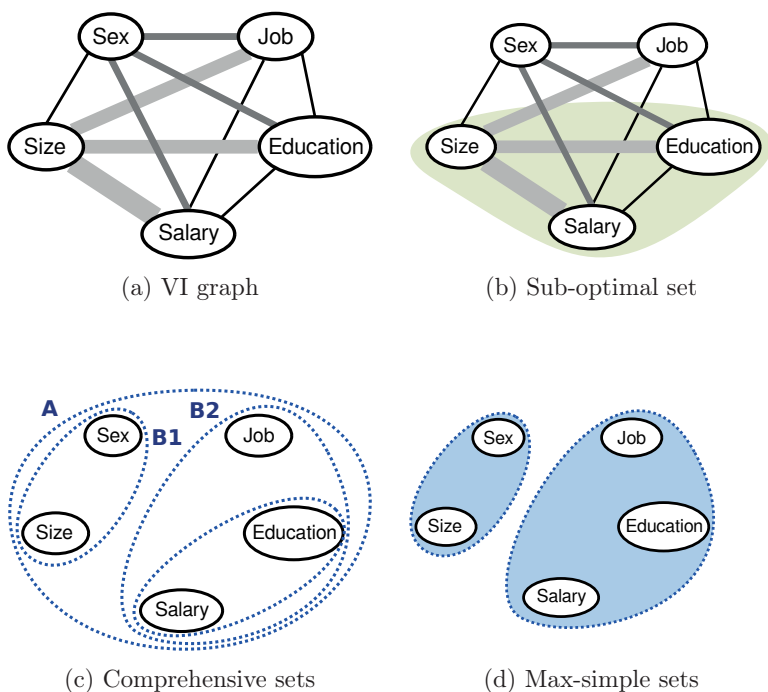 Sex
Job
Size
Education
Salary
(a) VI graph
Sex
Job
Size
Education
Salary
(b) Sub-optimal set
A
B2
Sex
B1
Job
Size
Education
Salary
(c) Comprehensive sets
Sex
Job
Size
Education
Salary
(d) Max-simple sets